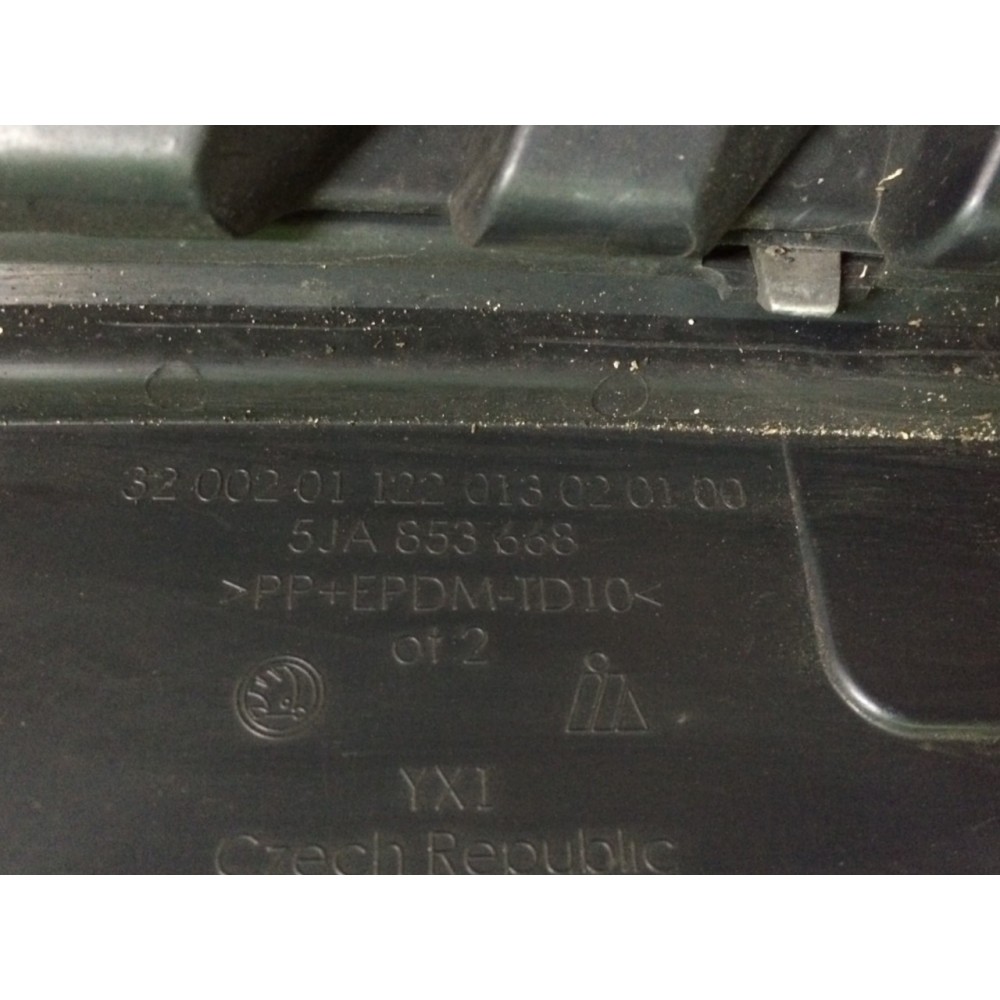 32 002 01 122 013 02 01 00
5JA 853 668
>PP+EPDM-TD10<
of 2
YX1
Czech Republic